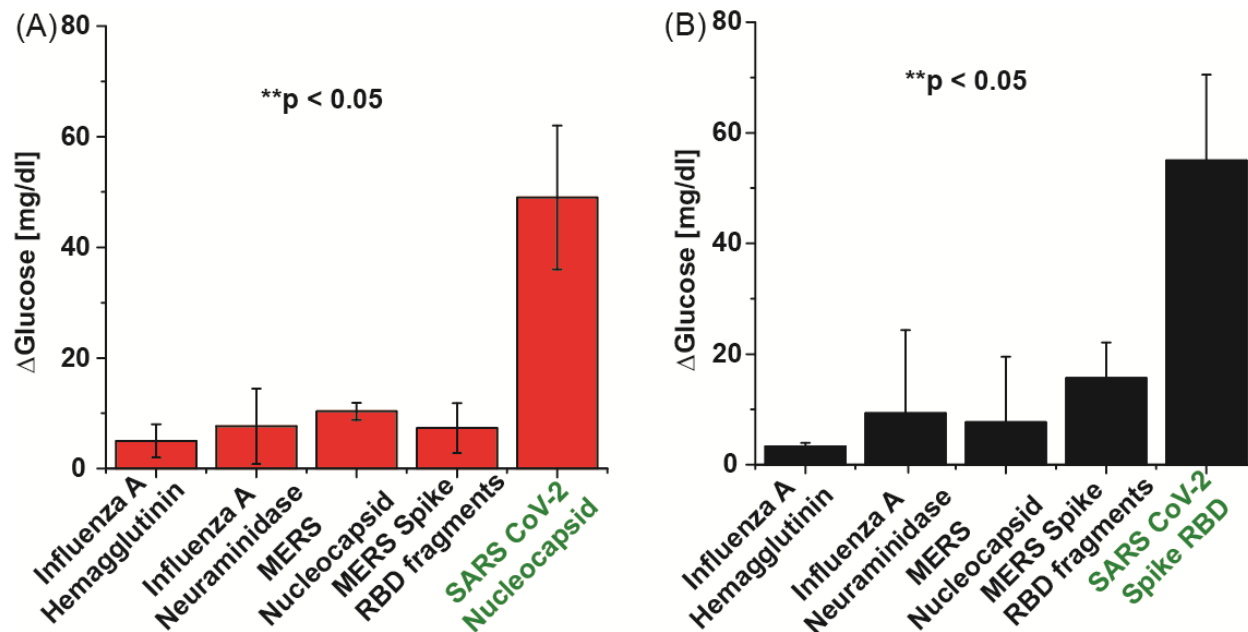 (A)
80
60
40
20
0
ΔGlucose [mg/dl]
**p < 0.05
Influenza A
Hemagglutinin
Influenza A
Neuraminidase
MERS
Nucleocapsid
MERS Spike
RBD fragments
SARS CoV-2
Nucleocapsid
(B)
80
60
40
20
0
ΔGlucose [mg/dl]
**p < 0.05
Influenza A
Hemagglutinin
Influenza A
Neuraminidase
MERS
Nucleocapsid
MERS Spike
RBD fragments
SARS CoV-2
Spike RBD